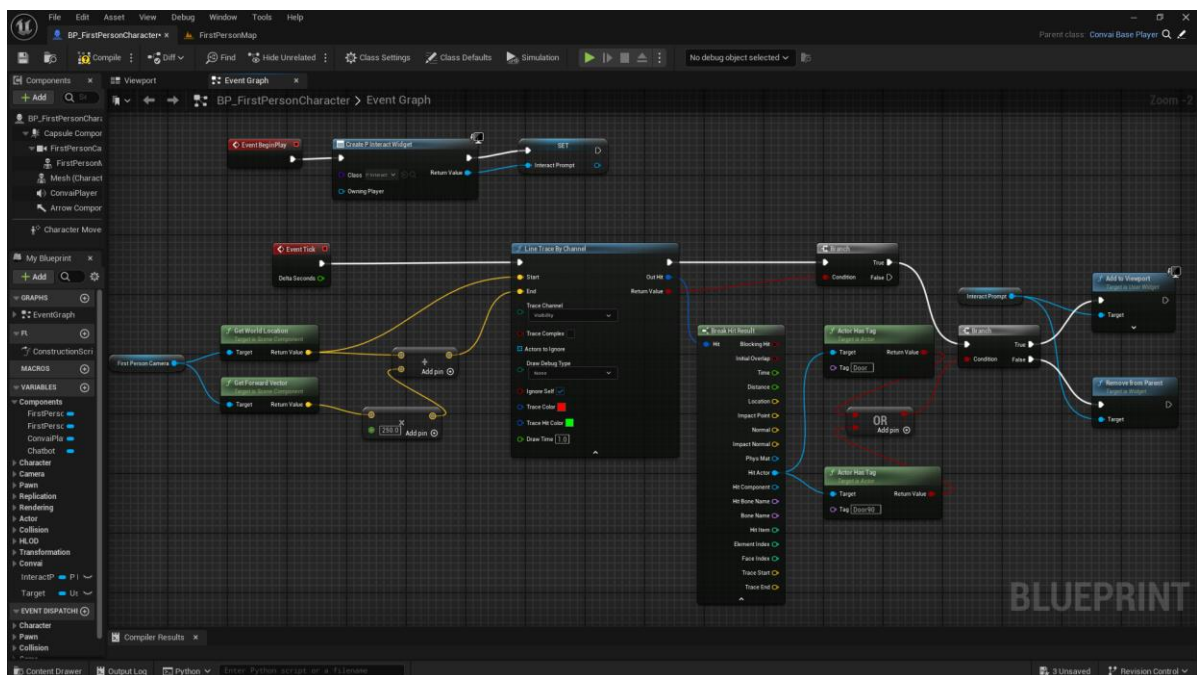 File Edit Asset View Debug Window Tools Help
BP_FirstPersonCharacter•
FirstPersonMap
Parent class: Convai Base Player
Compile
Diff
Find
Hide Unrelated
Class Settings
Class Defaults
Simulation
No debug object selected
Components
Viewport
Event Graph
+ Add
BP_FirstPersonCharacter > Event Graph
Zoom -2
BP_FirstPersonChara
Capsule Compor
FirstPersonCa
Mesh (Charact
ConvaiPlayer
Arrow Compor
Character Move
My Blueprint
+ Add
GRAPHS
EventGraph
ConstructionScri
MACROS
VARIABLES
Components
FirstPersc
FirstPersc
ConvaiPla
Chatbot
Character
Camera
Pawn
Replication
Rendering
Actor
Collision
HLOD
Transformation
Convai
InteractP
Target
EVENT DISPATCHE
Character
Pawn
Collision
Event BeginPlay
Create P Interact Widget
Class
Return Value
Owning Player
SET
Interact Prompt
Event Tick
Delta Seconds
First Person Camera
Get World Location
Target is Scene Component
Target Return Value
Get Forward Vector
Target is Scene Component
Target Return Value
+
Add pin
x
250.0 Add pin
Line Trace By Channel
Start Out Hit
End Return Value
Trace Channel
Visibility
Trace Complex
Actors to Ignore
Draw Debug Type
None
Ignore Self
Trace Color
Trace Hit Color
Draw Time 1.0
Branch
True
Condition False
Break Hit Result
Hit Blocking Hit
Initial Overlap
Time
Distance
Location
Impact Point
Normal
Impact Normal
Phys Mat
Hit Actor
Hit Component
Hit Bone Name
Bone Name
Hit Item
Element Index
Face Index
Trace Start
Trace End
Actor Has Tag
Target is Actor
Target Return Value
Tag Door
OR
Add pin
Actor Has Tag
Target is Actor
Target Return Value
Tag Door90
Interact Prompt
Branch
True
Condition False
Add to Viewport
Target is User Widget
Target
Remove from Parent
Target is Widget
Target
BLUEPRINT
Compiler Results
Content Drawer
Output Log
Python
Enter Python script or a filename
3 Unsaved
Revision Control